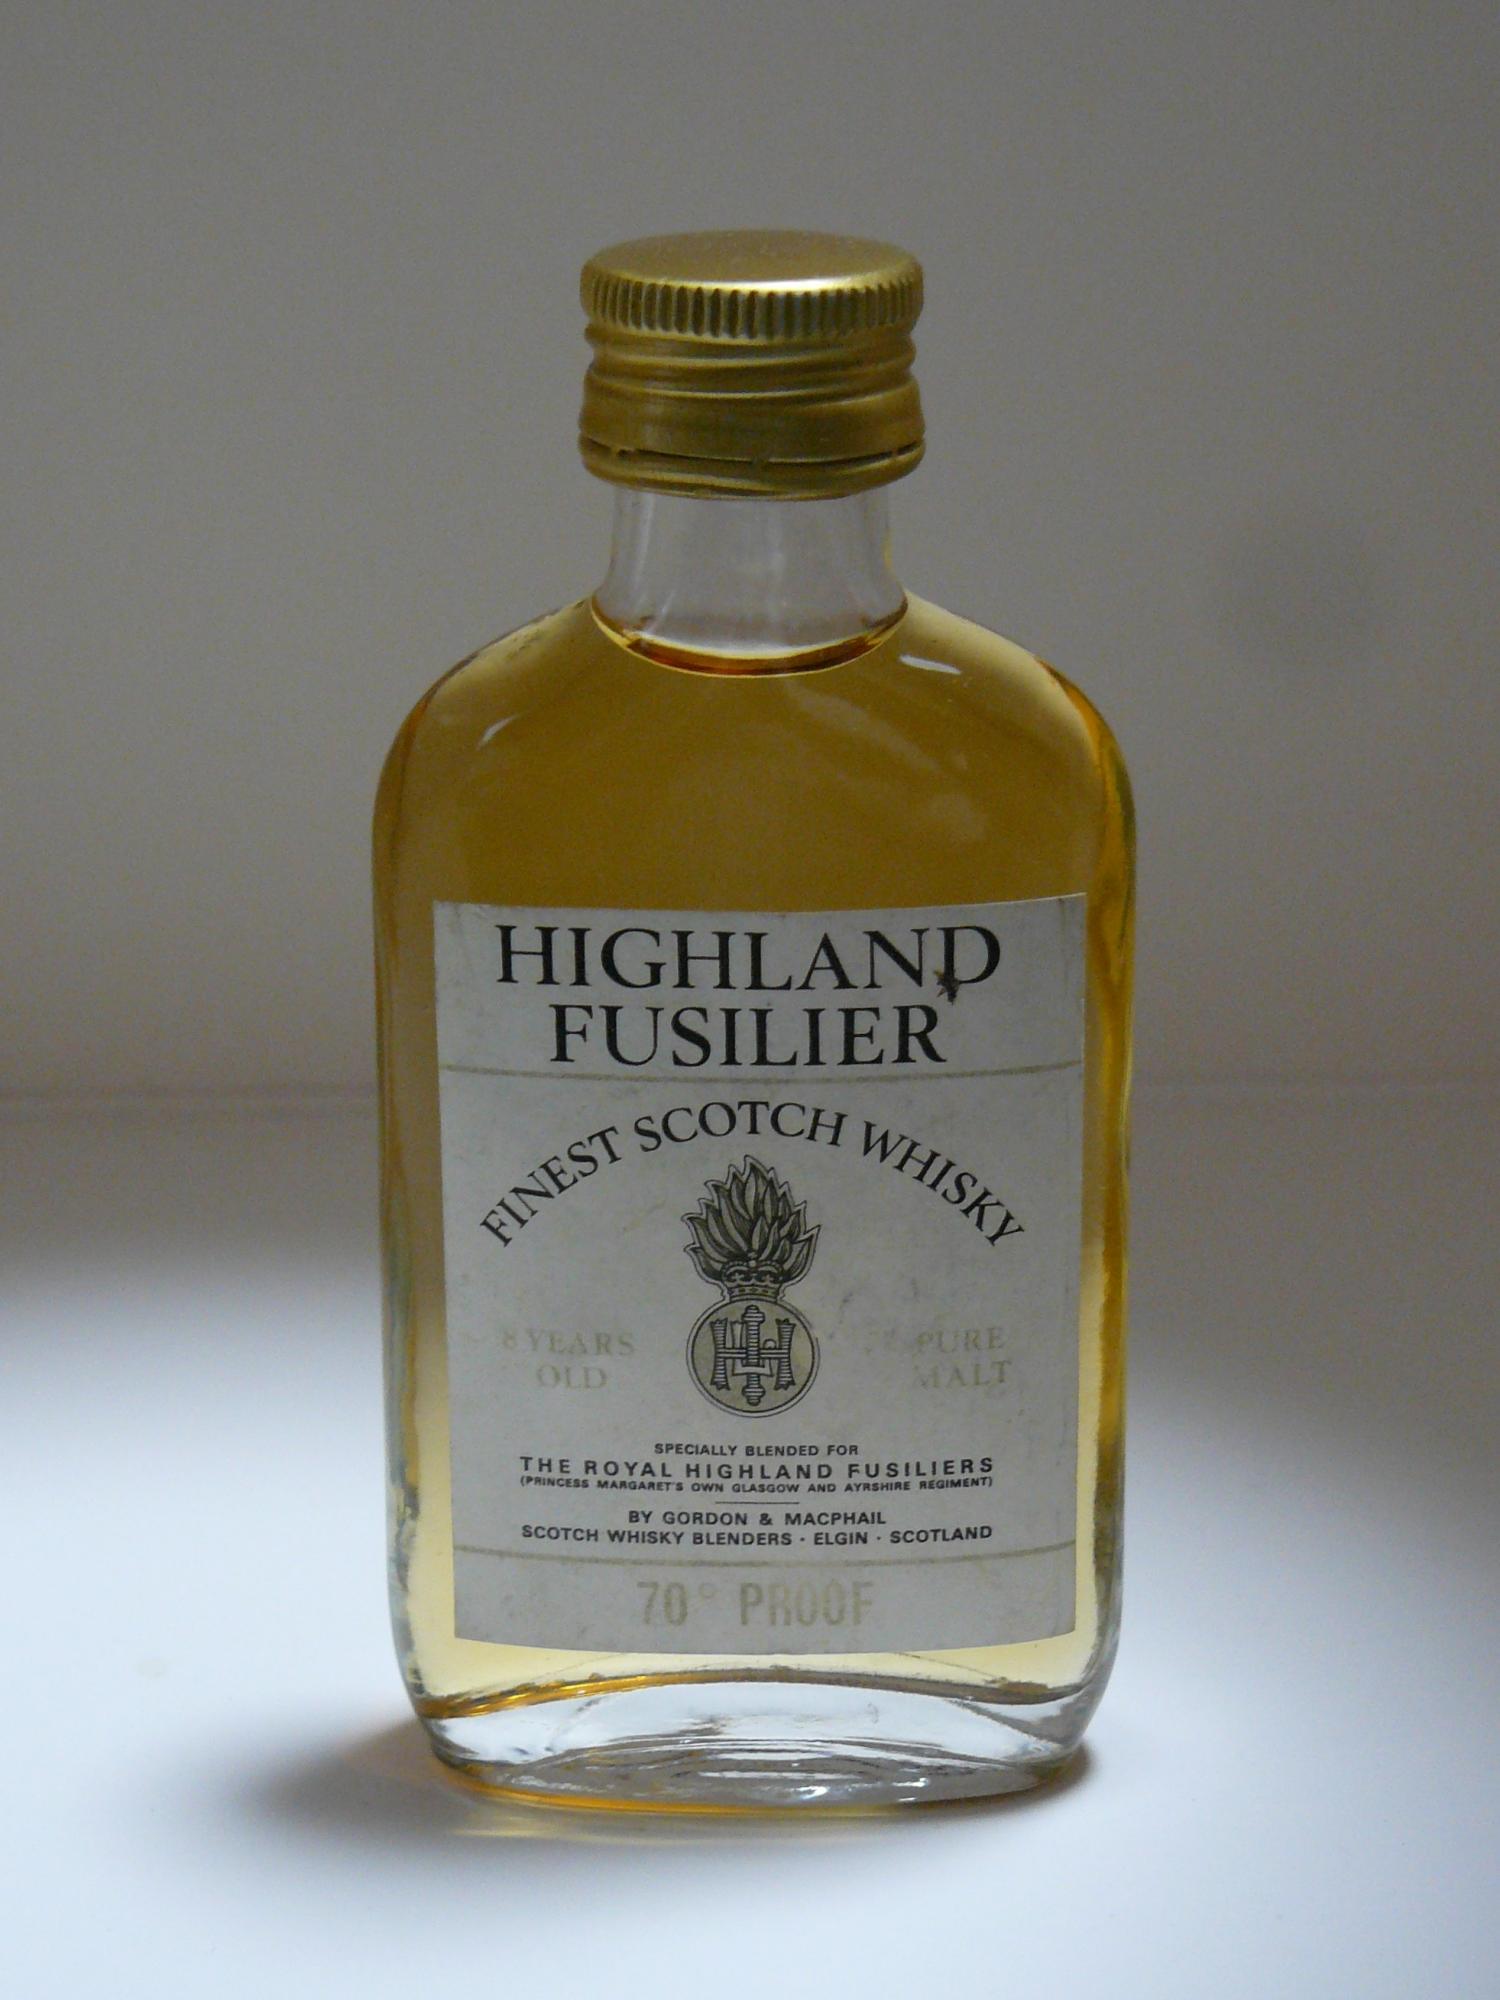 HIGHLAND
FUSILIER
FINEST SCOTCH WHISKY
8 YEARS
OLD
PURE
MALT
SPECIALLY BLENDED FOR
THE ROYAL HIGHLAND FUSILIERS
(PRINCESS MARGARET'S OWN GLASGOW AND AYRSHIRE REGIMENT)
BY GORDON & MACPHAIL
SCOTCH WHISKY BLENDERS · ELGIN · SCOTLAND
70° PROOF